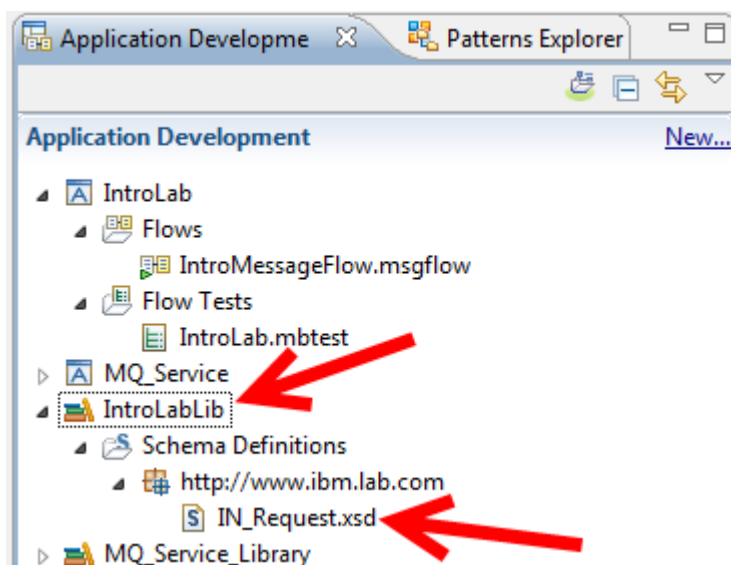 Application Developme Patterns Explorer
Application Development New...
IntroLab
Flows
IntroMessageFlow.msgflow
Flow Tests
IntroLab.mbtest
MQ_Service
IntroLabLib
Schema Definitions
http://www.ibm.lab.com
IN_Request.xsd
MQ_Service_Library